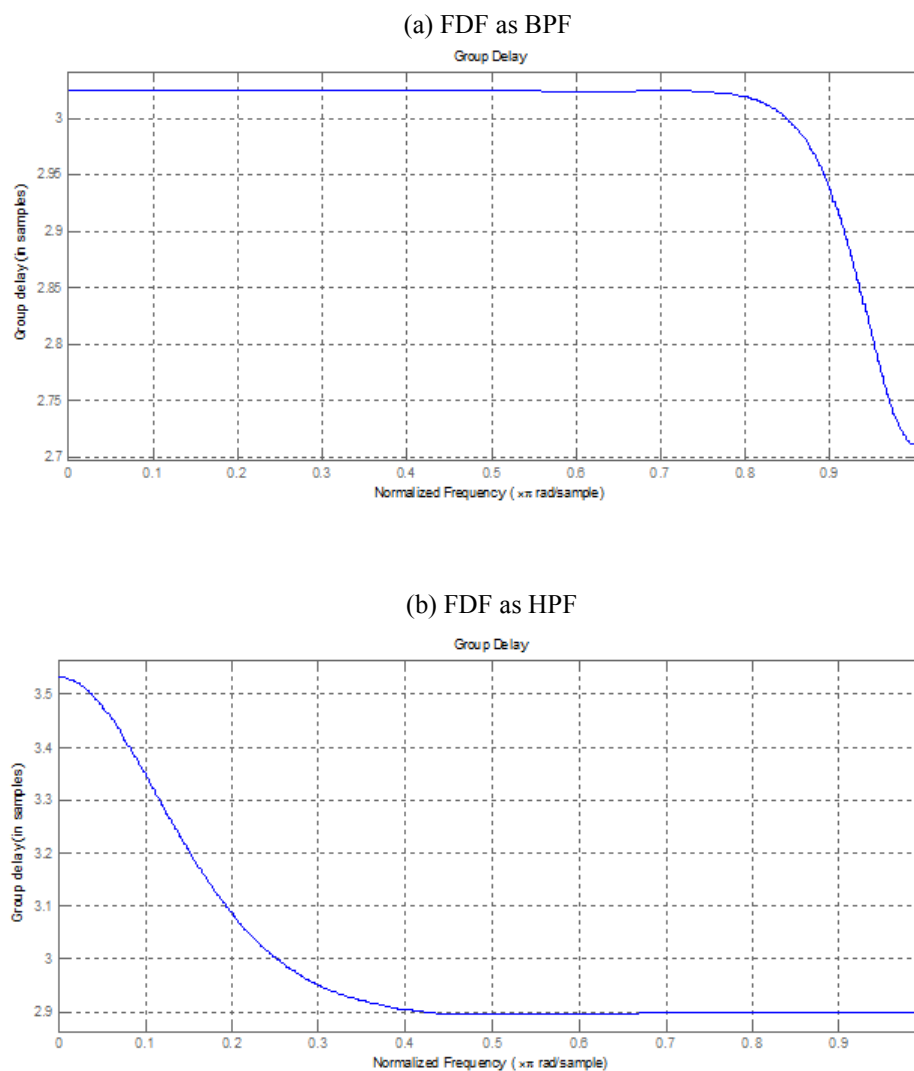 (a) FDF as BPF
Group Delay
Group delay (in samples)
3
2.95
2.9
2.85
2.8
2.75
2.7
0 0.1 0.2 0.3 0.4 0.5 0.6 0.7 0.8 0.9
Normalized Frequency ( ×π rad/sample)
(b) FDF as HPF
Group Delay
Group delay (in samples)
3.5
3.4
3.3
3.2
3.1
3
2.9
0 0.1 0.2 0.3 0.4 0.5 0.6 0.7 0.8 0.9
Normalized Frequency ( ×π rad/sample)